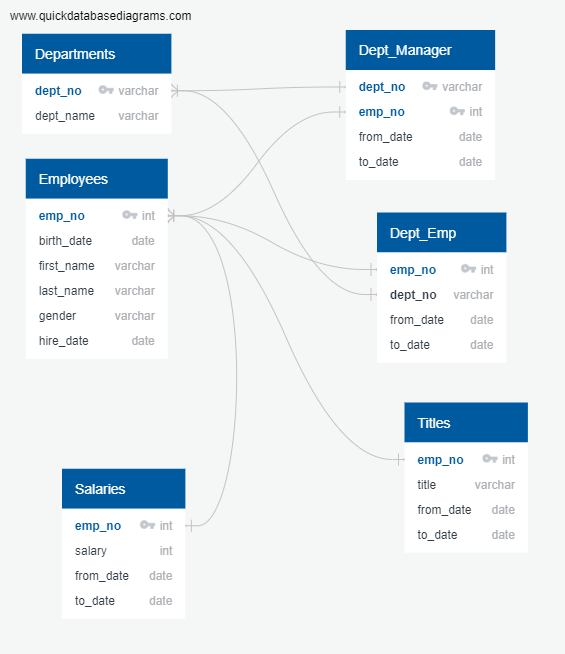 www.quickdatabasediagrams.com
Departments
dept_no varchar
dept_name varchar
Dept_Manager
dept_no varchar
emp_no int
from_date date
to_date date
Employees
emp_no int
birth_date date
first_name varchar
last_name varchar
gender varchar
hire_date date
Dept_Emp
emp_no int
dept_no varchar
from_date date
to_date date
Titles
emp_no int
title varchar
from_date date
to_date date
Salaries
emp_no int
salary int
from_date date
to_date date